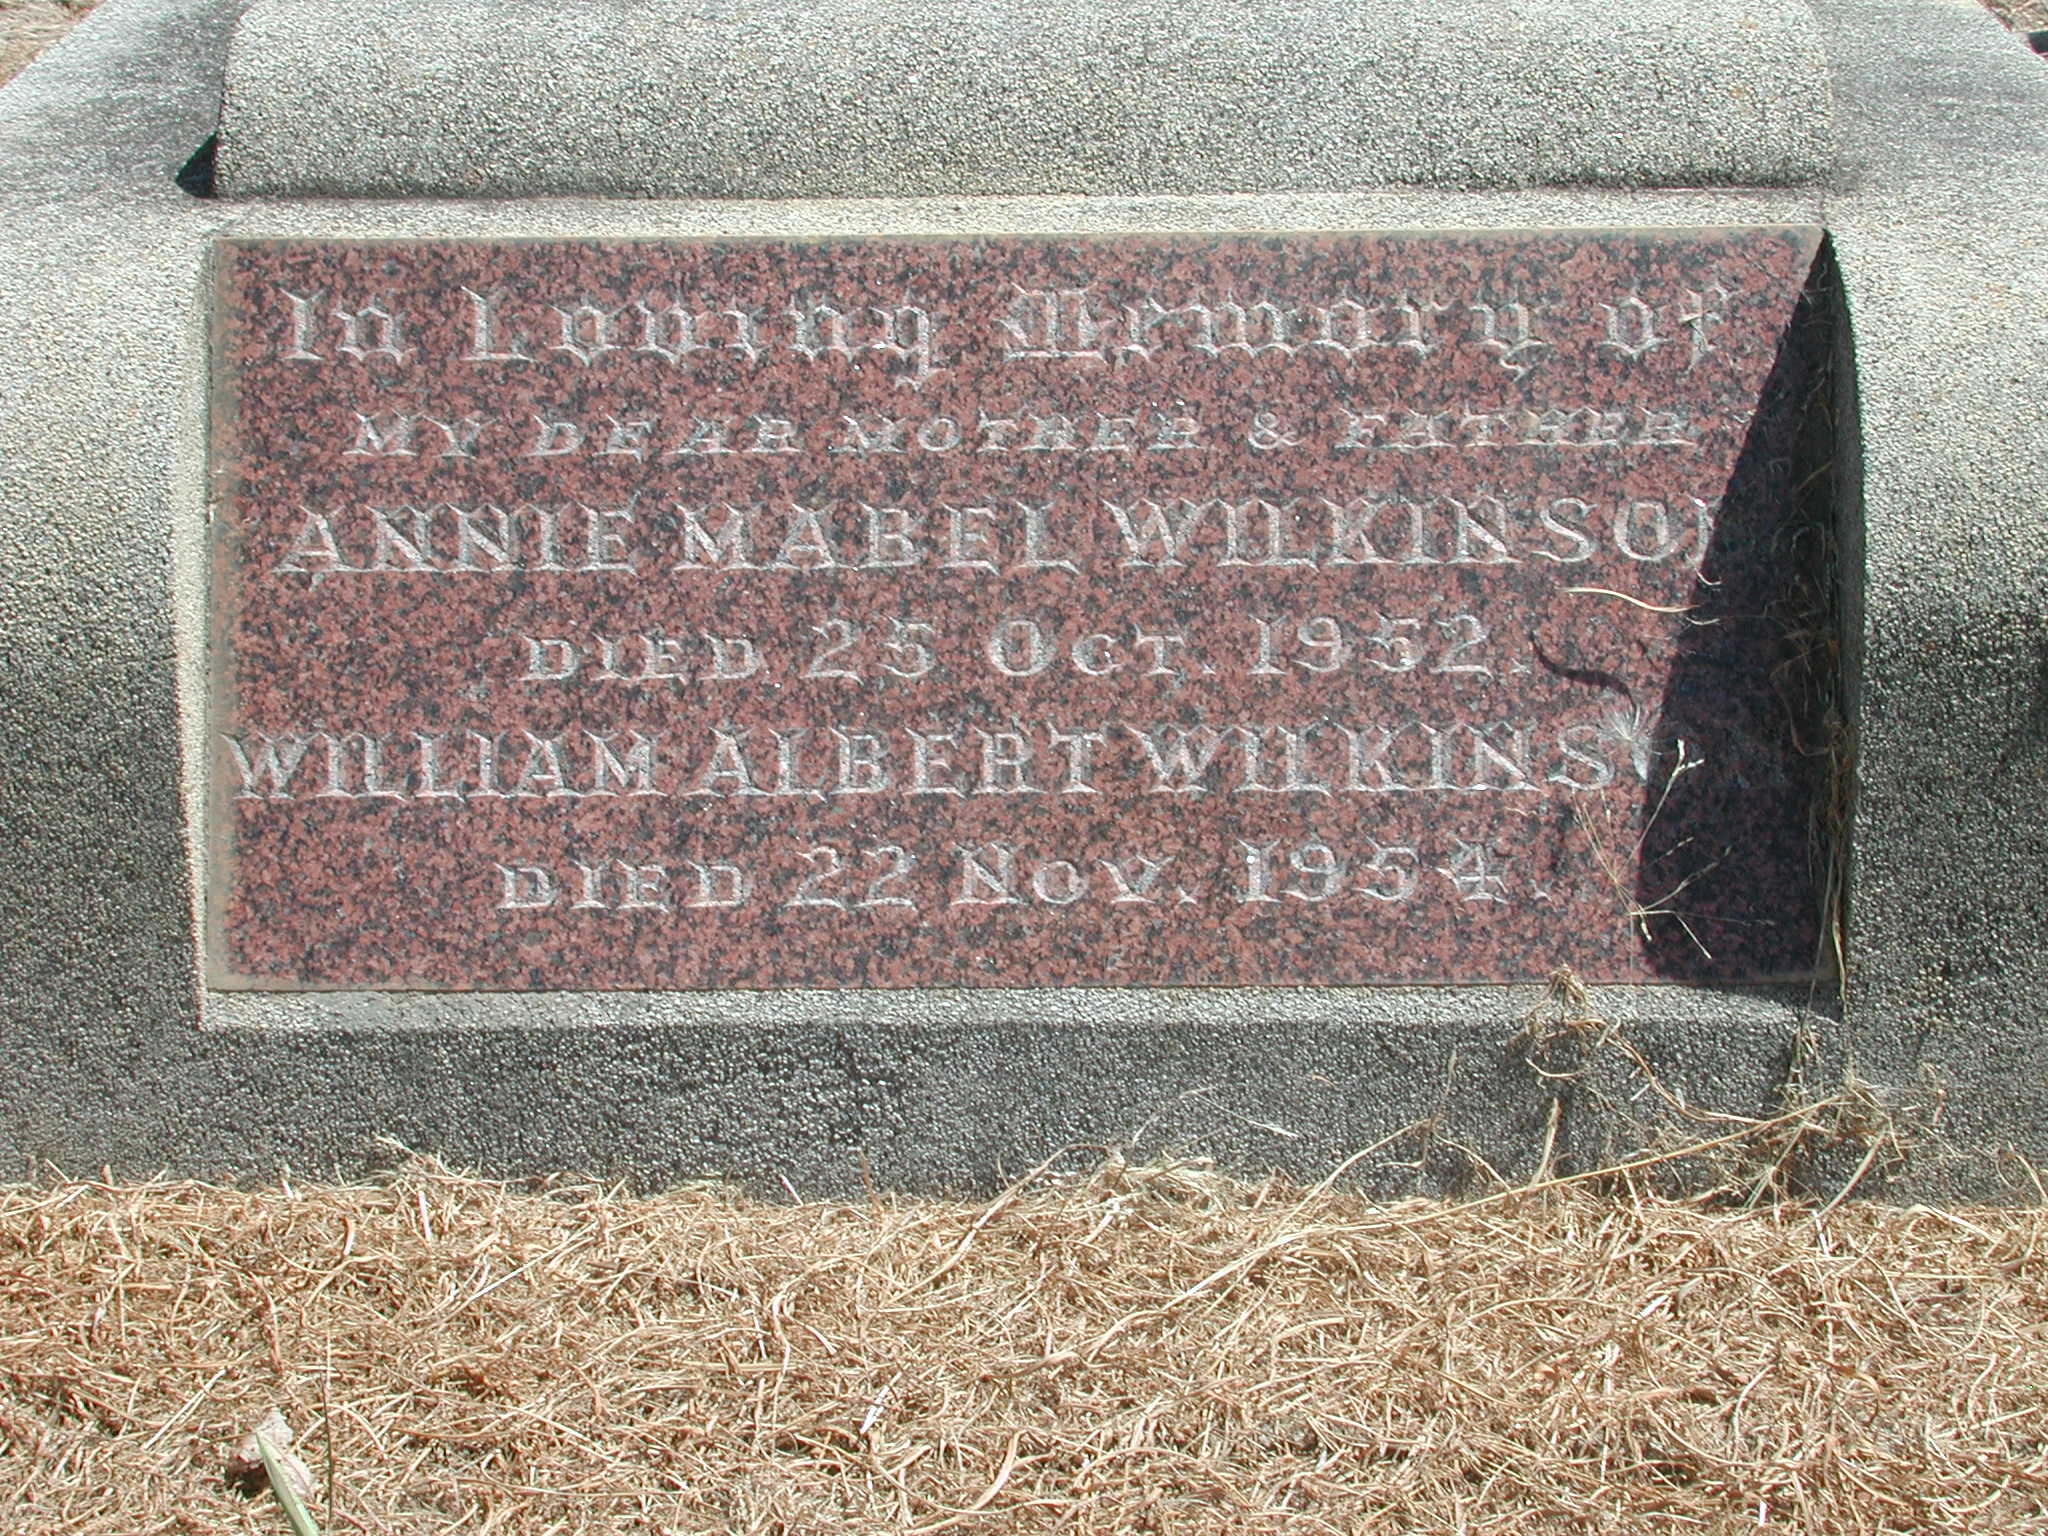 In Loving Memory of
MY DEAR MOTHER & FATHER
ANNIE MABEL WILKINSON
DIED 25 OCT. 1952.
WILLIAM ALBERT WILKINSON
DIED 22 NOV. 1954.